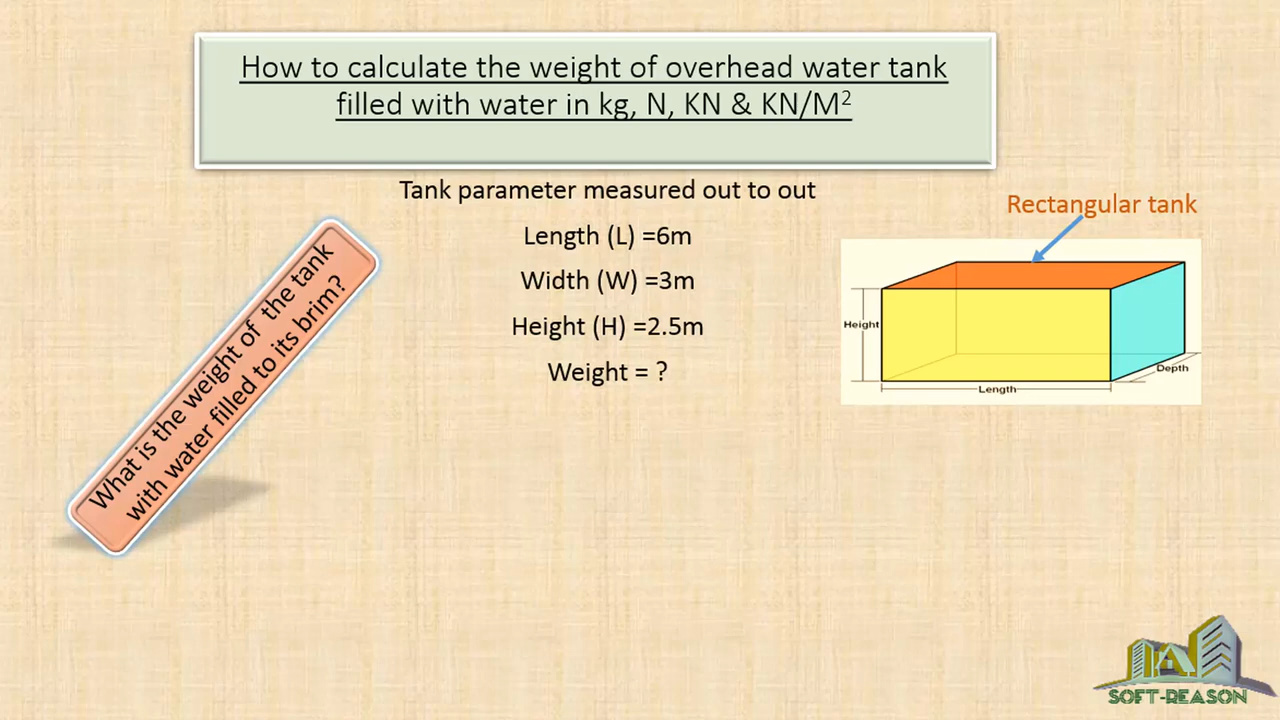 How to calculate the weight of overhead water tank
filled with water in kg, N, KN & KN/M²
Tank parameter measured out to out
Length (L) =6m
Width (W) =3m
Height (H) =2.5m
Weight = ?
What is the weight of the tank
with water filled to its brim?
Rectangular tank
Height
Depth
Length
SOFT-REASON